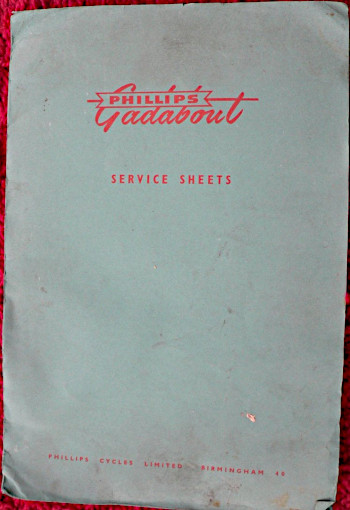 PHILLIPS
Gadabout
SERVICE SHEETS
PHILLIPS CYCLES LIMITED BIRMINGHAM 40